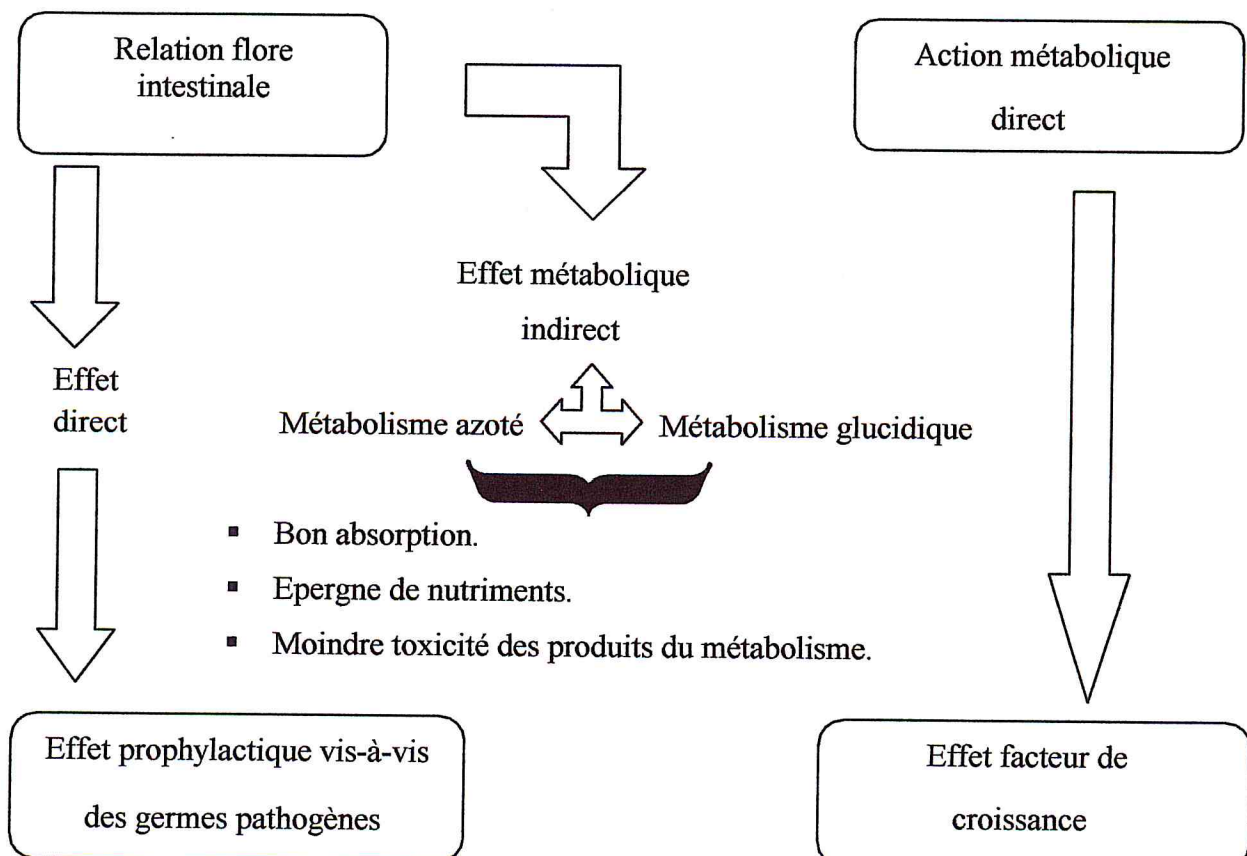 Relation flore
intestinale
Action métabolique
direct
Effet métabolique
indirect
Effet
direct
Métabolisme azoté
Métabolisme glucidique
▪ Bon absorption.
▪ Epergne de nutriments.
▪ Moindre toxicité des produits du métabolisme.
Effet prophylactique vis-à-vis
des germes pathogènes
Effet facteur de
croissance